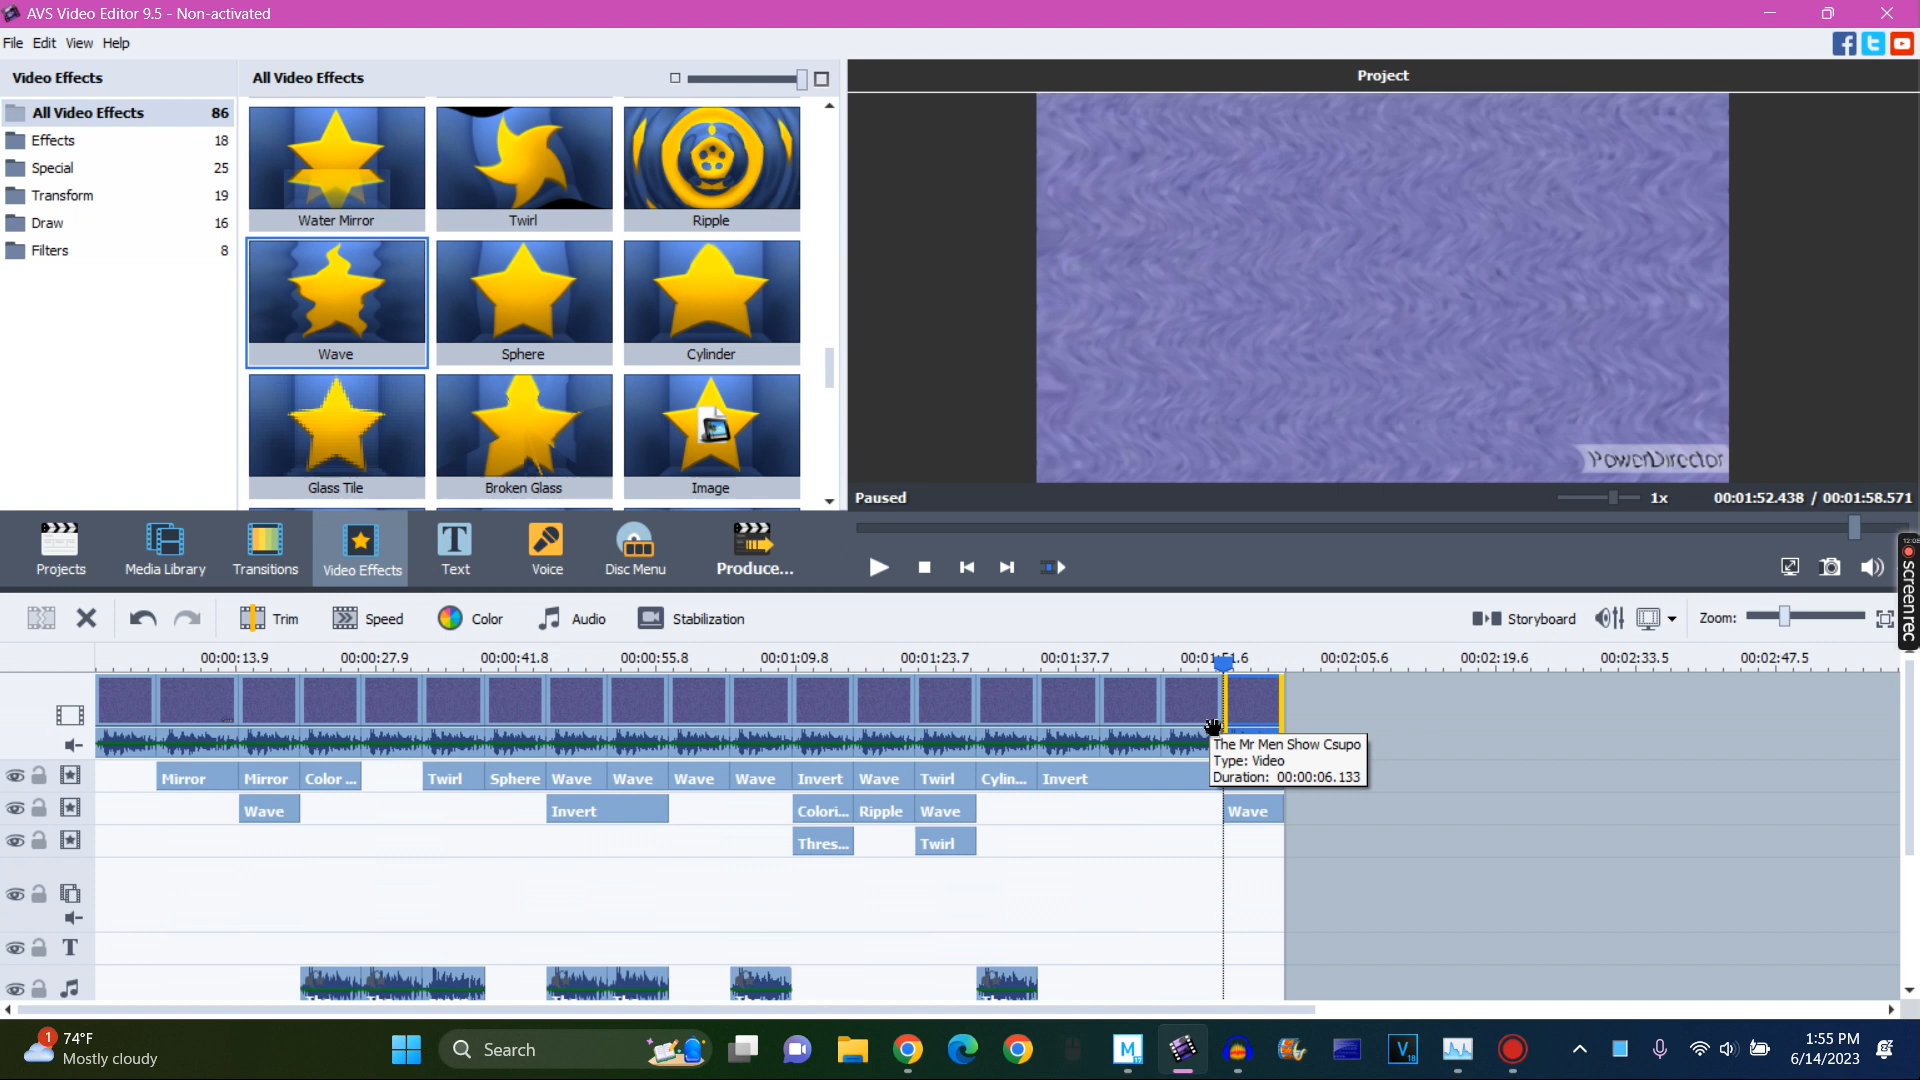 AVS Video Editor 9.5 - Non-activated
File Edit View Help
Video Effects
All Video Effects
Project
All Video Effects 86
Effects 18
Special 25
Transform 19
Draw 16
Filters 8
Water Mirror
Twirl
Ripple
Wave
Sphere
Cylinder
Glass Tile
Broken Glass
Image
PowerDirector
Paused
1x
00:01:52.438 / 00:01:58.571
Projects
Media Library
Transitions
Video Effects
Text
Voice
Disc Menu
Produce...
12:08
screenrec
Trim
Speed
Color
Audio
Stabilization
Storyboard
Zoom:
00:00:13.9 00:00:27.9 00:00:41.8 00:00:55.8 00:01:09.8 00:01:23.7 00:01:37.7 00:01:51.6 00:02:05.6 00:02:19.6 00:02:33.5 00:02:47.5
The Mr Men Show Csupo
Type: Video
Duration: 00:00:06.133
Mirror Mirror Color ... Twirl Sphere Wave Wave Wave Wave Invert Wave Twirl Cylin... Invert
Wave Invert Colori... Ripple Wave Wave
Thres... Twirl
T
1
74°F
Mostly cloudy
Search
1:55 PM
6/14/2023